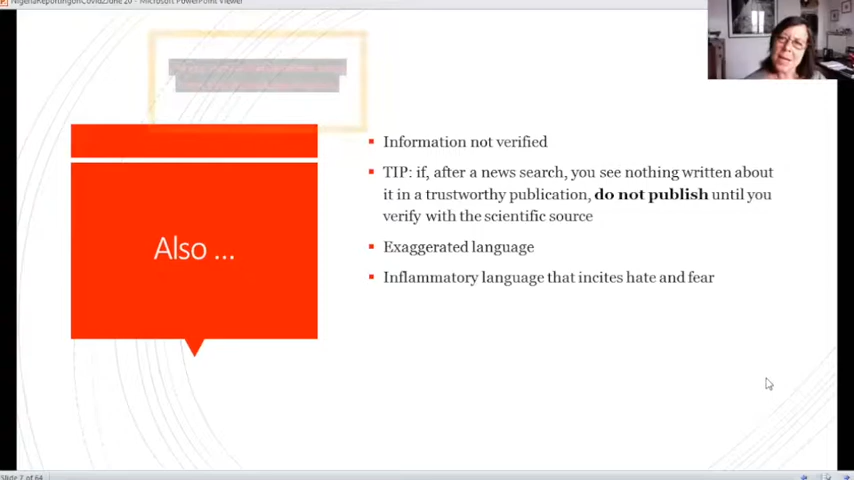 NigeriaReportingonCovid2June 20 - Microsoft PowerPoint Viewer
Also ...
▪ Information not verified
▪ TIP: if, after a news search, you see nothing written about
it in a trustworthy publication, do not publish until you
verify with the scientific source
▪ Exaggerated language
▪ Inflammatory language that incites hate and fear
Slide 7 of 64